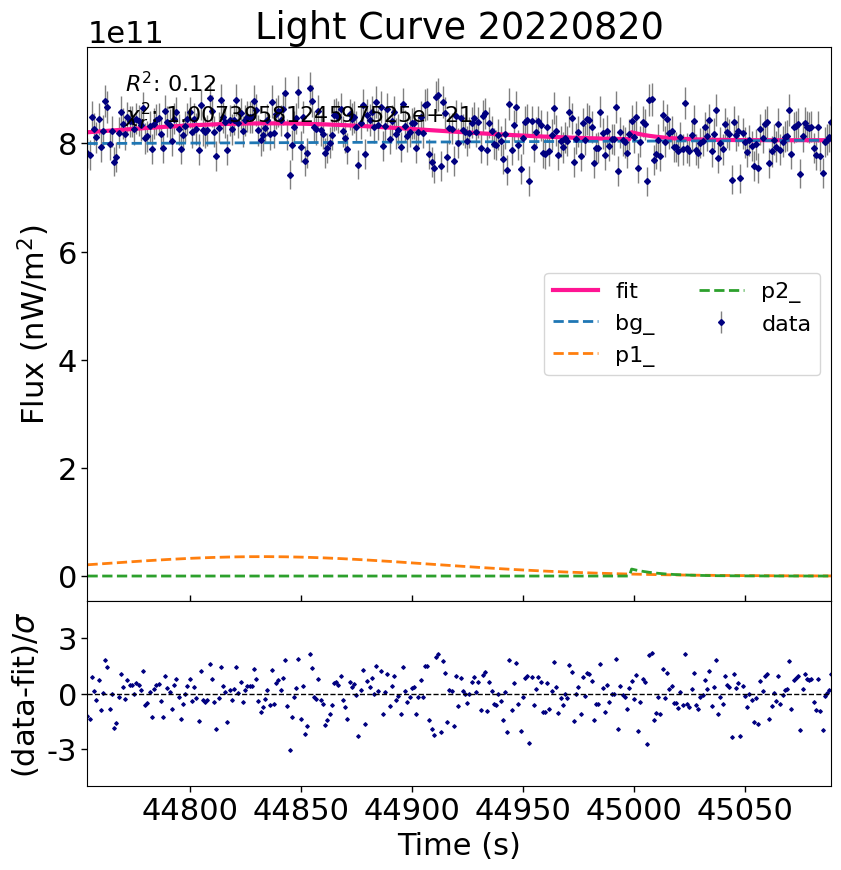 Light Curve 20220820
1e11
R²: 0.12
Flux (nW/m²)
8
6
4
2
0
fit
bg_
p1_
p2_
data
(data-fit)/σ
3
0
-3
44800 44850 44900 44950 45000 45050
Time (s)